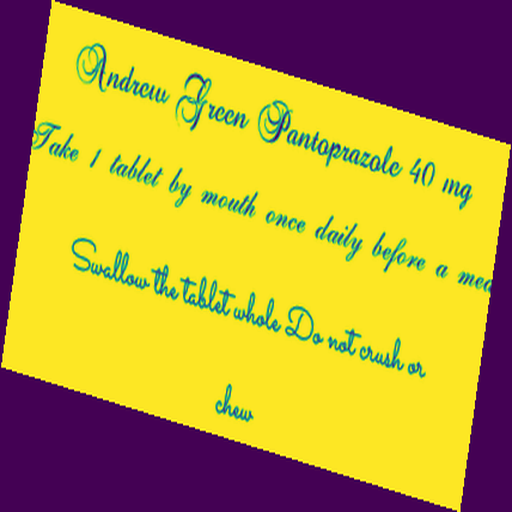 Andrew Green Pantoprazole 40 mg
Take 1 tablet by mouth once daily before a mea
Swallow the tablet whole Do not crush or
chew